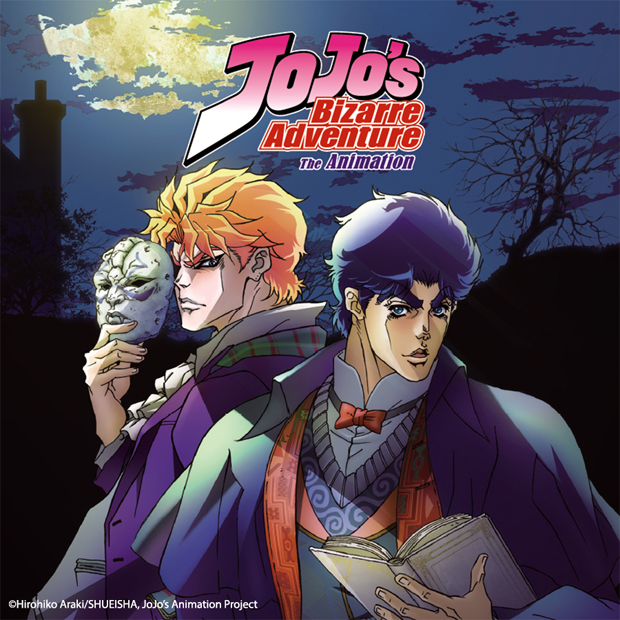 JoJo's
Bizarre
Adventure
The Animation
©Hirohiko Araki/SHUEISHA, JoJo's Animation Project